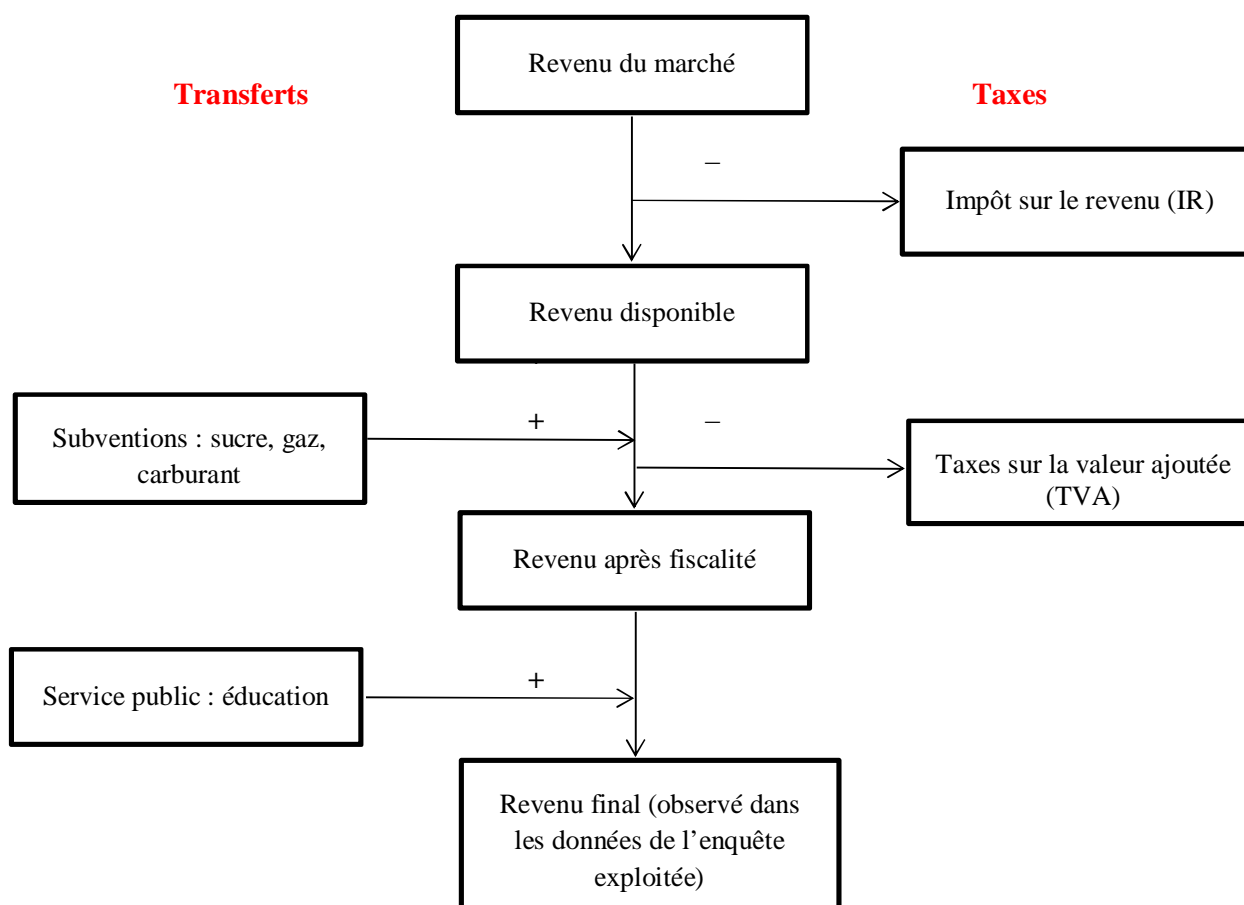 Revenu du marché
Transferts
Taxes
–
Impôt sur le revenu (IR)
Revenu disponible
Subventions : sucre, gaz,
carburant
+
–
Taxes sur la valeur ajoutée
(TVA)
Revenu après fiscalité
Service public : éducation
+
Revenu final (observé dans
les données de l’enquête
exploitée)